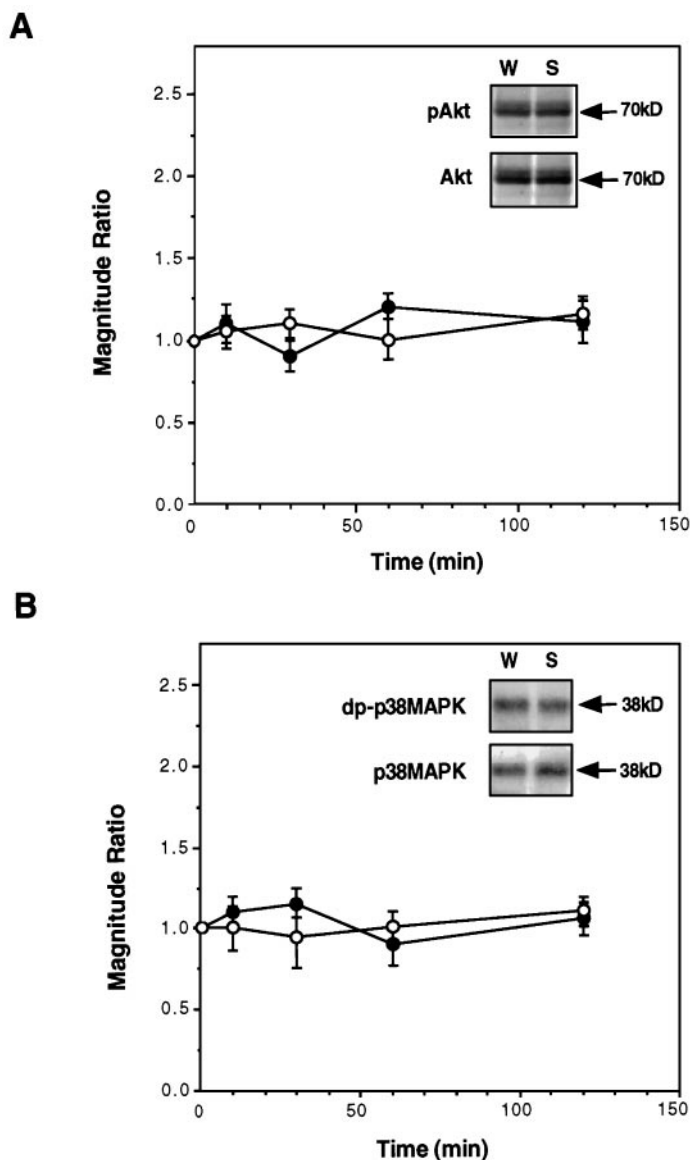 A
W S
pAkt 70kD
Akt 70kD
2.5
2.0
1.5
1.0
0.5
0.0
0 50 100 150
Magnitude Ratio
Time (min)
B
W S
dp-p38MAPK 38kD
p38MAPK 38kD
2.5
2.0
1.5
1.0
0.5
0.0
0 50 100 150
Magnitude Ratio
Time (min)